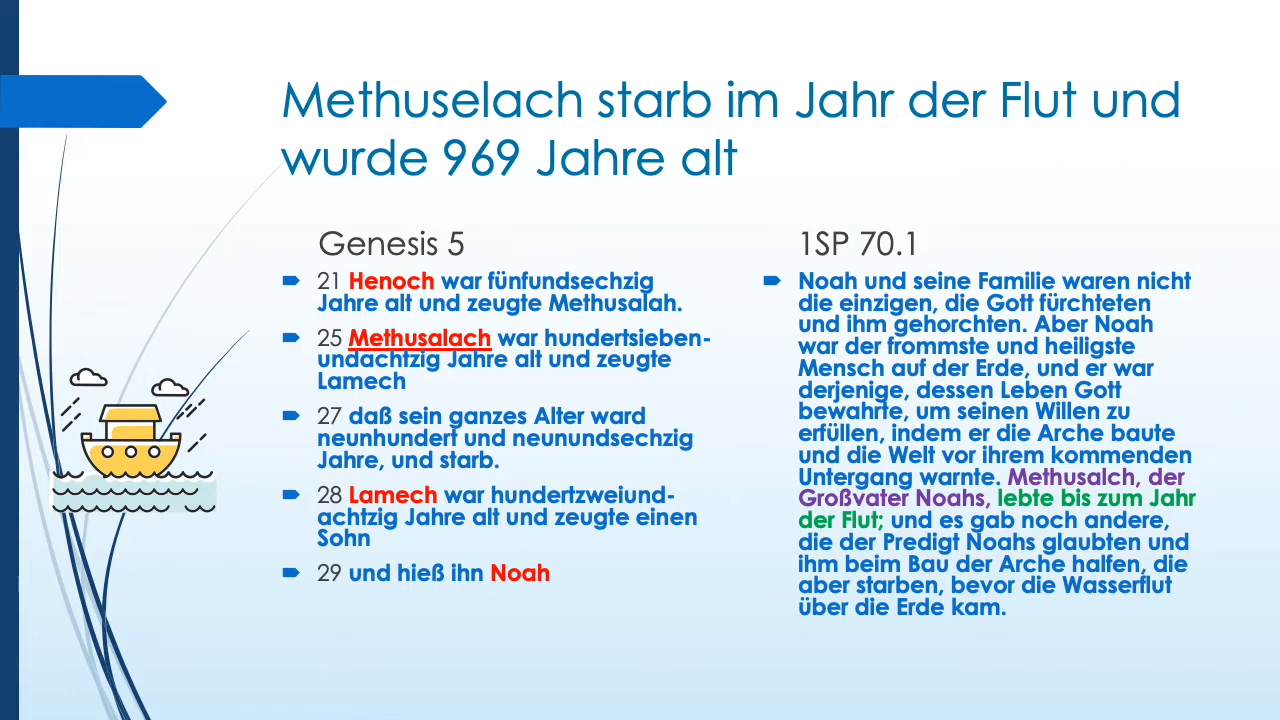 Methuselach starb im Jahr der Flut und
wurde 969 Jahre alt
Genesis 5
21 Henoch war fünfundsechzig
Jahre alt und zeugte Methusalah.
25 Methusalach war hundertsieben-
undachtzig Jahre alt und zeugte
Lamech
27 daß sein ganzes Alter ward
neunhundert und neunundsechzig
Jahre, und starb.
28 Lamech war hundertzweiund-
achtzig Jahre alt und zeugte einen
Sohn
29 und hieß ihn Noah
1SP 70.1
Noah und seine Familie waren nicht
die einzigen, die Gott fürchteten
und ihm gehorchten. Aber Noah
war der frommste und heiligste
Mensch auf der Erde, und er war
derjenige, dessen Leben Gott
bewahrte, um seinen Willen zu
erfüllen, indem er die Arche baute
und die Welt vor ihrem kommenden
Untergang warnte. Methusalch, der
Großvater Noahs, lebte bis zum Jahr
der Flut; und es gab noch andere,
die der Predigt Noahs glaubten und
ihm beim Bau der Arche halfen, die
aber starben, bevor die Wasserflut
über die Erde kam.